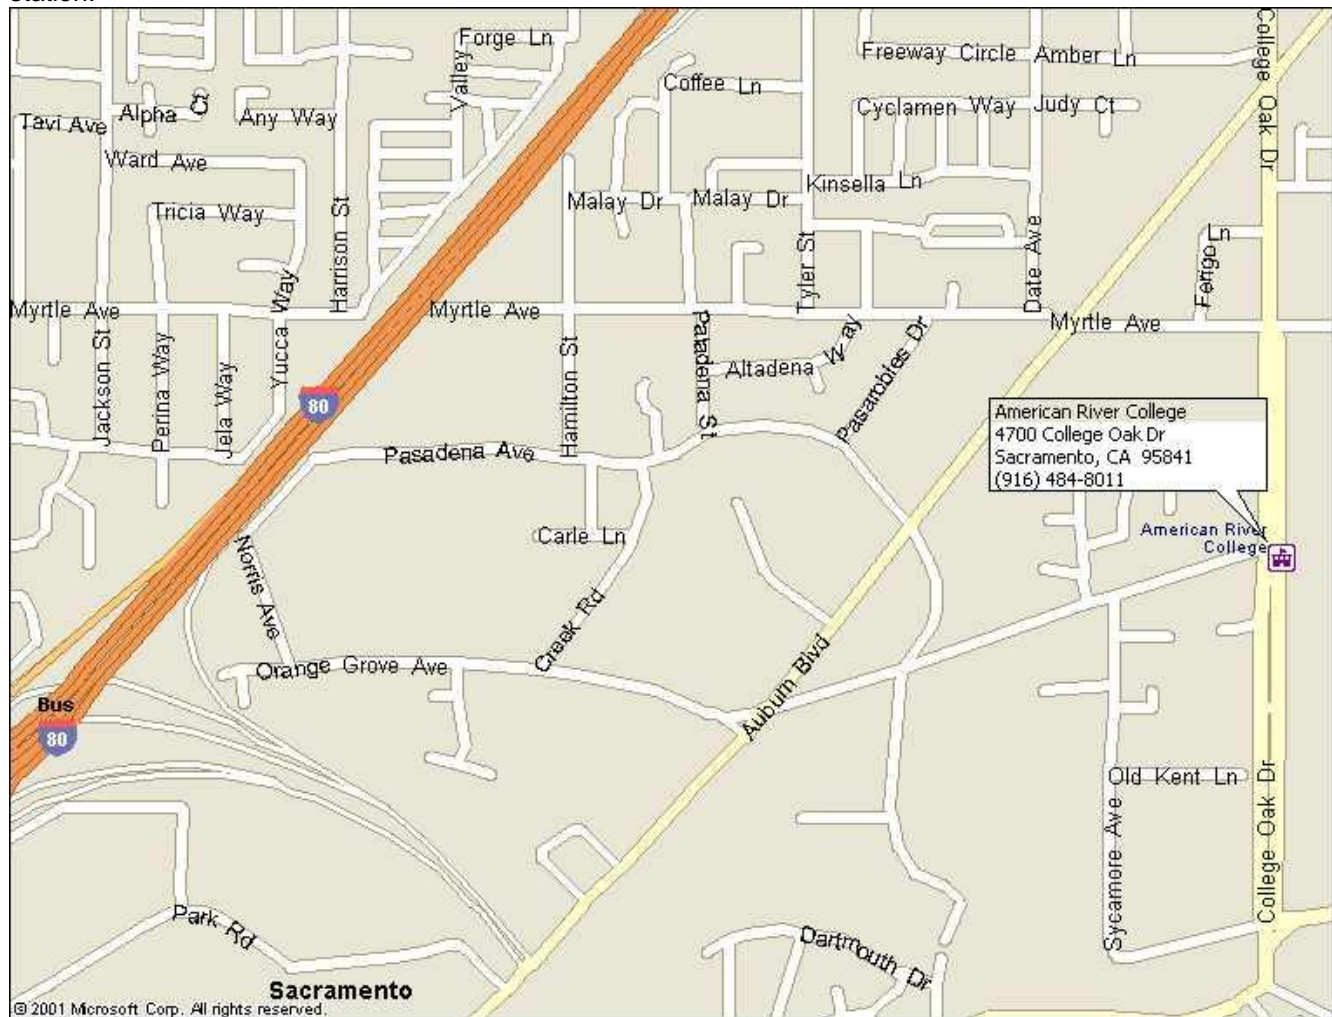 station.
Forge Ln
Valley
Freeway Circle
Amber Ln
College Oak Dr
Coffee Ln
Tavi Ave
Alpha Ct
Any Way
Cyclamen Way
Judy Ct
Ward Ave
Kinsella Ln
Malay Dr
Malay Dr
Tricia Way
Harrison St
Ln
Tyler St
Date Ave
Ferigo
Yucca Way
Myrtle Ave
Myrtle Ave
Myrtle Ave
Jackson St
Perina Way
Jela Way
Hamilton St
Paladena St
Altadena Way
Pasarobles Dr
80
American River College
4700 College Oak Dr
Sacramento, CA 95841
(916) 484-8011
Pasadena Ave
American River
College
Carle Ln
Norris Ave
Creek Rd
Orange Grove Ave
Auburn Blvd
Bus
80
Old Kent Ln
Sycamore Ave
College Oak Dr
Park Rd
Dartmouth Dr
Sacramento
© 2001 Microsoft Corp. All rights reserved.